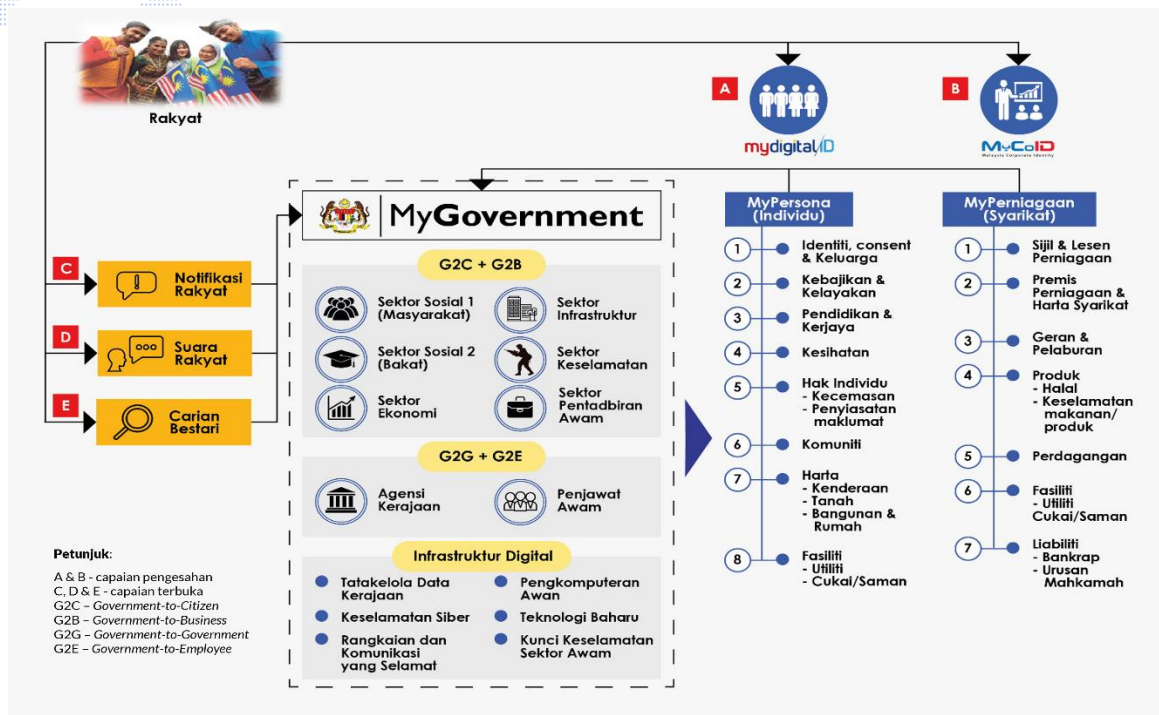 Rakyat
A
mydigital ID
B
MyCoID
Malaysia Corporate Identity
C
Notifikasi
Rakyat
D
Suara
Rakyat
E
Carian
Bestari
MyGovernment
G2C + G2B
Sektor Sosial 1
(Masyarakat)
Sektor
Infrastruktur
Sektor Sosial 2
(Bakat)
Sektor
Keselamatan
Sektor
Ekonomi
Sektor
Pentadbiran
Awam
G2G + G2E
Agensi
Kerajaan
Penjawat
Awam
Infrastruktur Digital
Tatakelola Data
Kerajaan
Keselamatan Siber
Rangkaian dan
Komunikasi
yang Selamat
Pengkomputeran
Awan
Teknologi Baharu
Kunci Keselamatan
Sektor Awam
MyPersona
(Individu)
1 Identiti, consent
& Keluarga
2 Kebajikan &
Kelayakan
3 Pendidikan &
Kerjaya
4 Kesihatan
5 Hak Individu
- Kecemasan
- Penyiasatan
maklumat
6 Komuniti
7 Harta
- Kenderaan
- Tanah
- Bangunan &
Rumah
8 Fasiliti
- Utiliti
- Cukai/Saman
MyPerniagaan
(Syarikat)
1 Sijil & Lesen
Perniagaan
2 Premis
Perniagaan &
Harta Syarikat
3 Geran &
Pelaburan
4 Produk
- Halal
- Keselamatan
makanan/
produk
5 Perdagangan
6 Fasiliti
- Utiliti
Cukai/Saman
7 Liabiliti
- Bankrap
- Urusan
Mahkamah
Petunjuk:
A & B - capaian pengesahan
C, D & E - capaian terbuka
G2C – Government-to-Citizen
G2B – Government-to-Business
G2G – Government-to-Government
G2E – Government-to-Employee